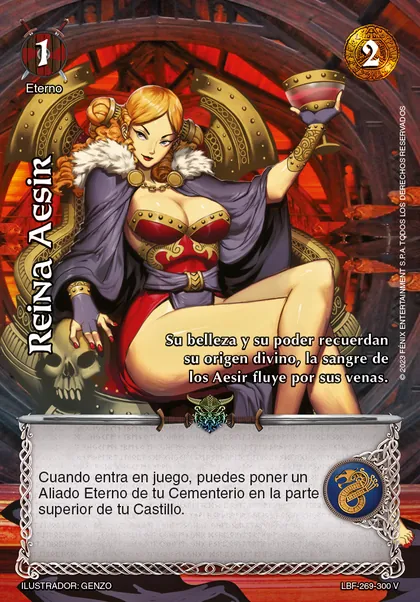 1
2
Eterno
Reina Aesir
Su belleza y su poder recuerdan
su origen divino, la sangre de
los Aesir fluye por sus venas.
© 2023 FÉNIX ENTERTAINMENT S.P.A. TODOS LOS DERECHOS RESERVADOS
Cuando entra en juego, puedes poner un
Aliado Eterno de tu Cementerio en la parte
superior de tu Castillo.
ILUSTRADOR: GENZO
LBF-269-300 V